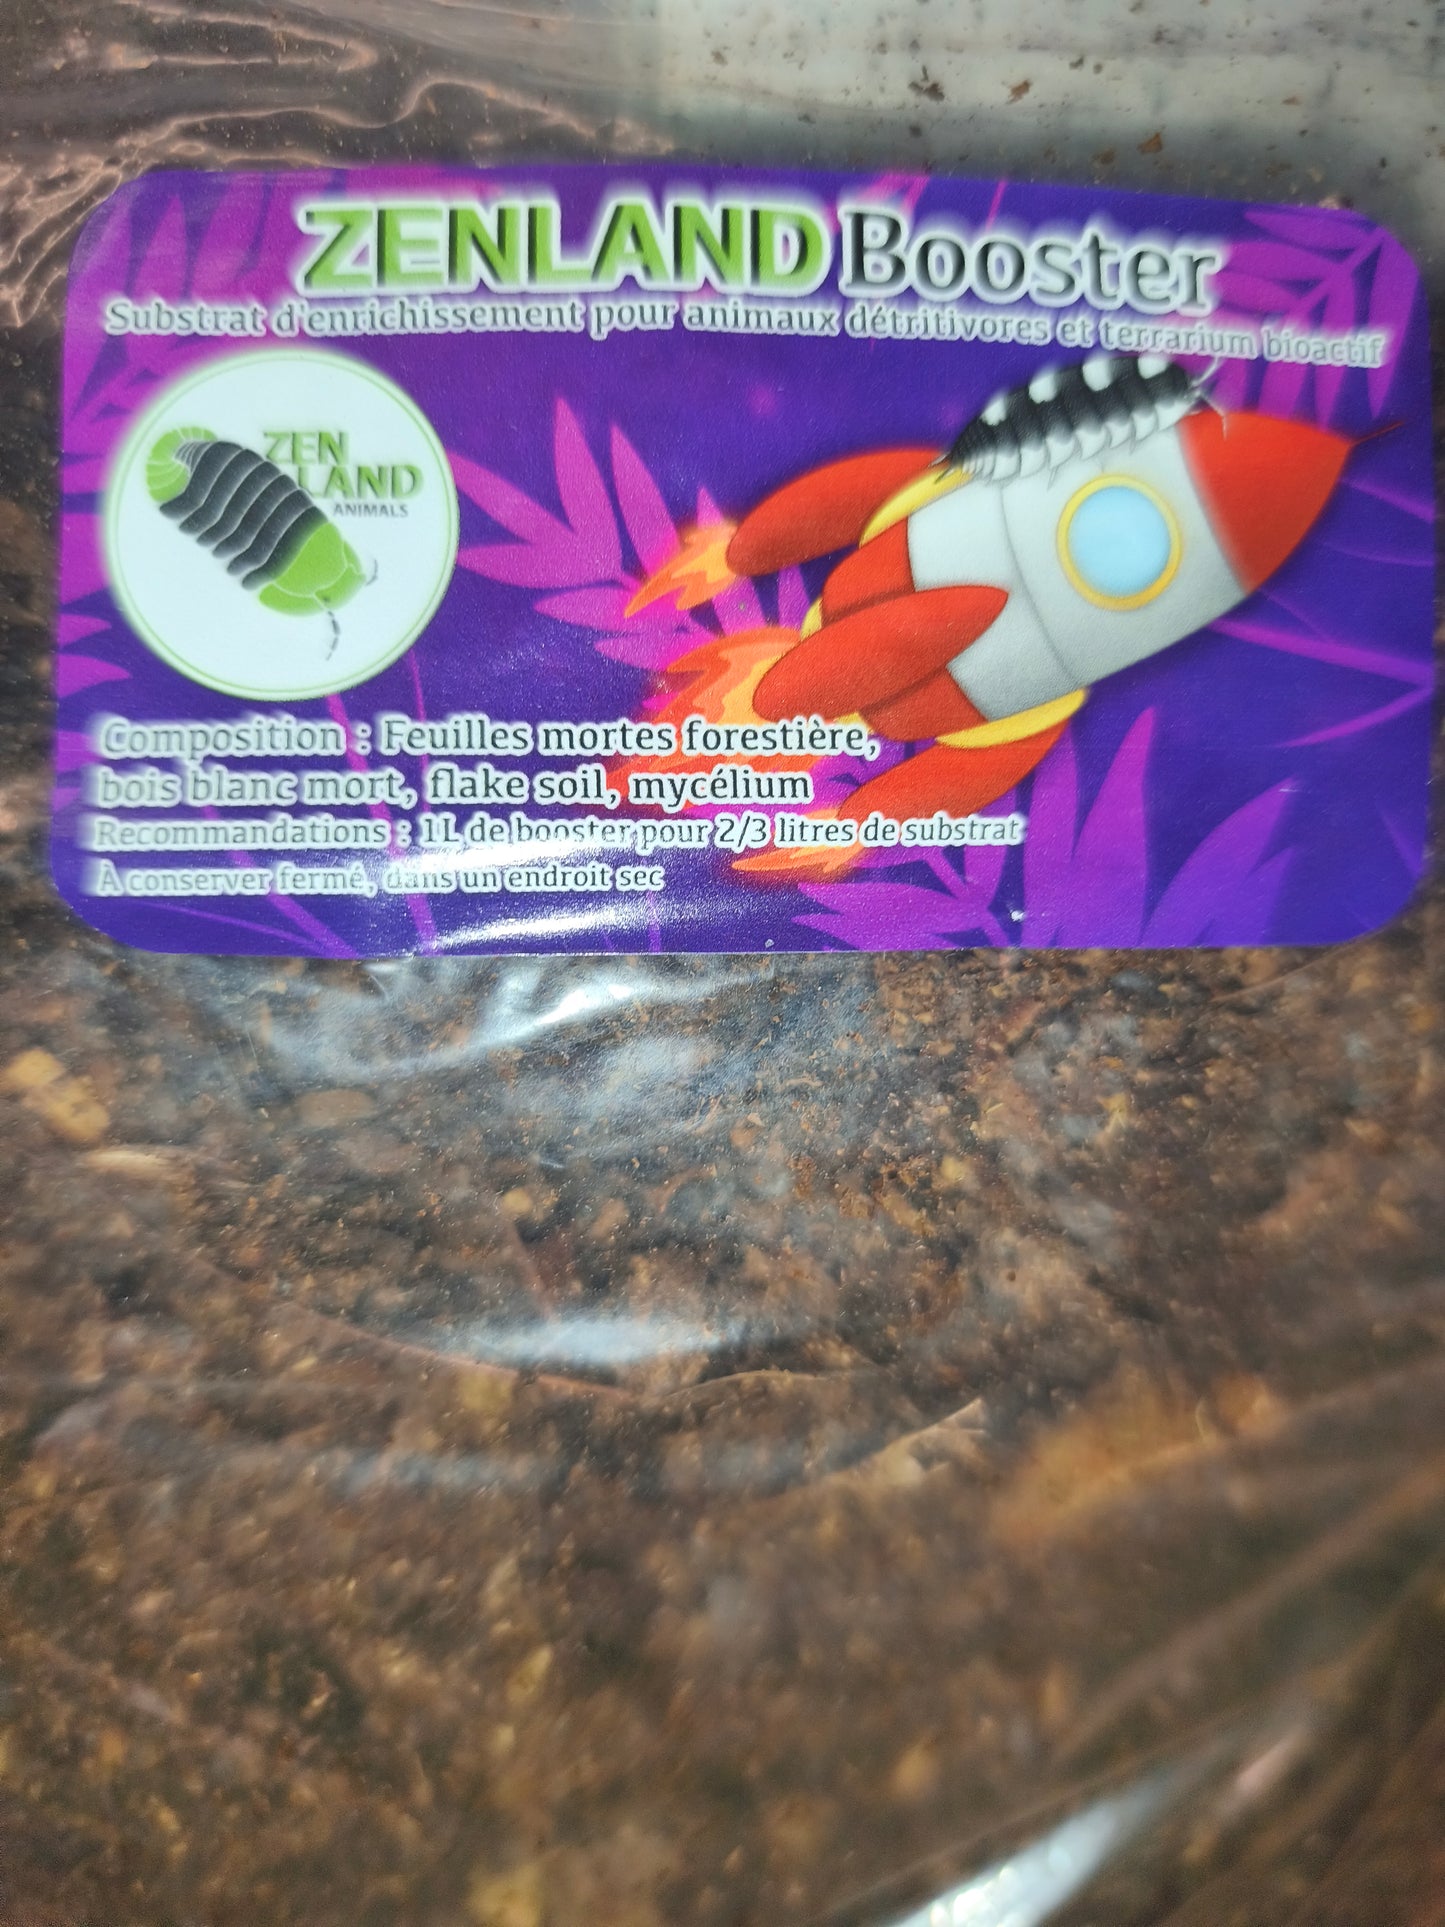 ZENLAND Booster
Substrat d'enrichissement pour animaux détritivores et terrarium bioactif
ZEN
LAND
ANIMALS
Composition : Feuilles mortes forestière,
bois blanc mort, flake soil, mycélium
Recommandations : 1L de booster pour 2/3 litres de substrat
À conserver fermé, dans un endroit sec